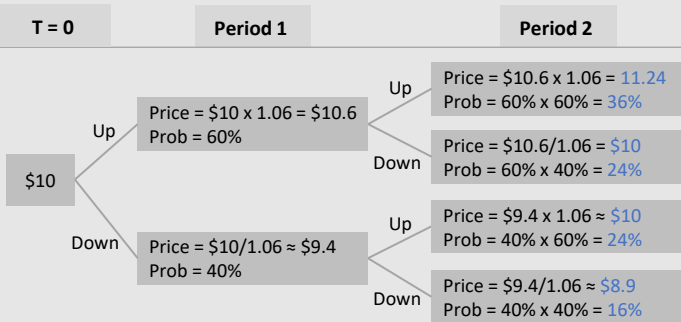 T = 0
Period 1
Period 2
Up
Price = $10.6 x 1.06 = 11.24
Prob = 60% x 60% = 36%
Price = $10 x 1.06 = $10.6
Prob = 60%
Up
Down
Price = $10.6/1.06 = $10
Prob = 60% x 40% = 24%
$10
Down
Price = $10/1.06 ≈ $9.4
Prob = 40%
Up
Price = $9.4 x 1.06 ≈ $10
Prob = 40% x 60% = 24%
Down
Price = $9.4/1.06 ≈ $8.9
Prob = 40% x 40% = 16%